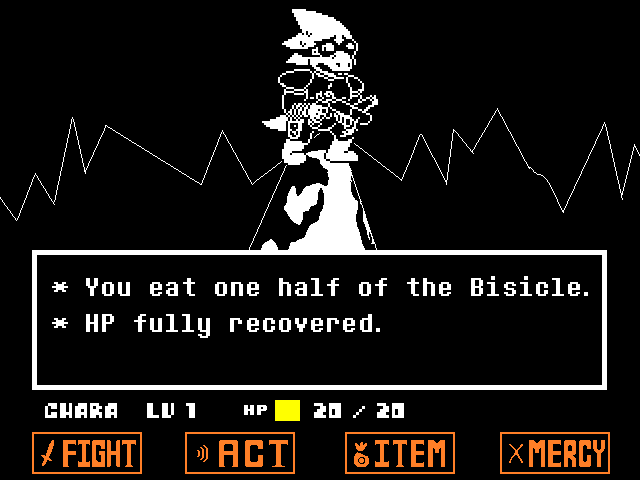 * You eat one half of the Bisicle.
* HP fully recovered.
CHARA LV 1 HP 20 / 20
FIGHT ACT ITEM MERCY